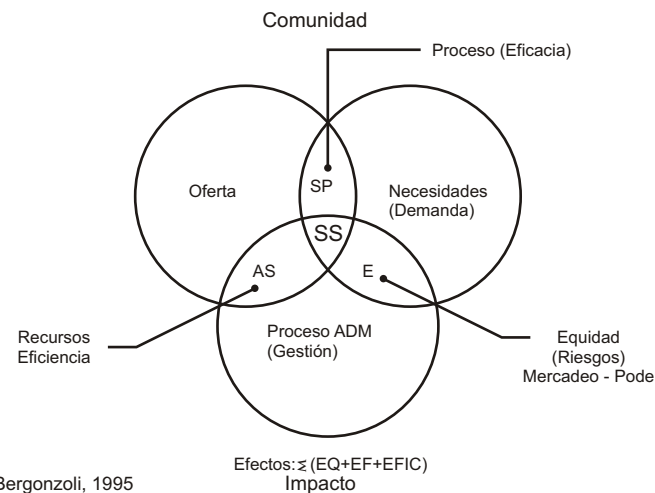 Comunidad
Proceso (Eficacia)
Oferta
SP
Necesidades
(Demanda)
SS
AS
E
Recursos
Eficiencia
Proceso ADM
(Gestión)
Equidad
(Riesgos)
Mercadeo - Pode
Efectos: ⪪ (EQ+EF+EFIC)
Bergonzoli, 1995
Impacto